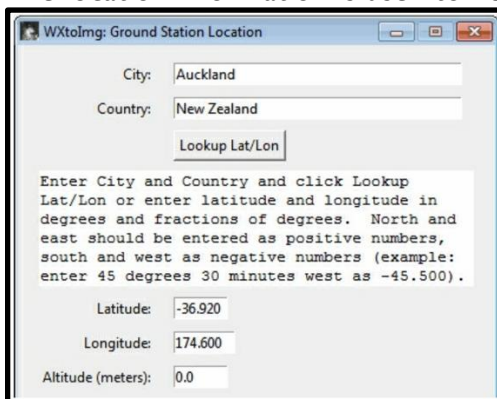 WXtoImg: Ground Station Location
City: Auckland
Country: New Zealand
Lookup Lat/Lon
Enter City and Country and click Lookup
Lat/Lon or enter latitude and longitude in
degrees and fractions of degrees. North and
east should be entered as positive numbers,
south and west as negative numbers (example:
enter 45 degrees 30 minutes west as -45.500).
Latitude: -36.920
Longitude: 174.600
Altitude (meters): 0.0